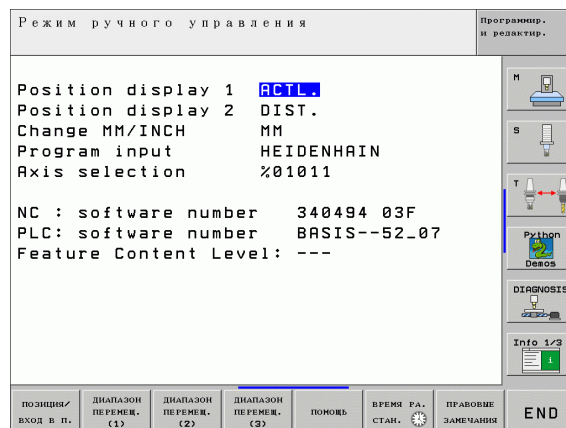 Режим ручного управления
Программир.
и редактир.
Position display 1 ACTL.
Position display 2 DIST.
Change MM/INCH MM
Program input HEIDENHAIN
Axis selection %01011
NC : software number 340494 03F
PLC: software number BASIS--52_07
Feature Content Level: ---
M
S
T
Python
Demos
DIAGNOSIS
Info 1/3
i
ПОЗИЦИЯ/
ВХОД В П.
ДИАПАЗОН
ПЕРЕМЕЩ.
(1)
ДИАПАЗОН
ПЕРЕМЕЩ.
(2)
ДИАПАЗОН
ПЕРЕМЕЩ.
(3)
ПОМОЩЬ
ВРЕМЯ РА.
СТАН.
ПРАВОВЫЕ
ЗАМЕЧАНИЯ
END